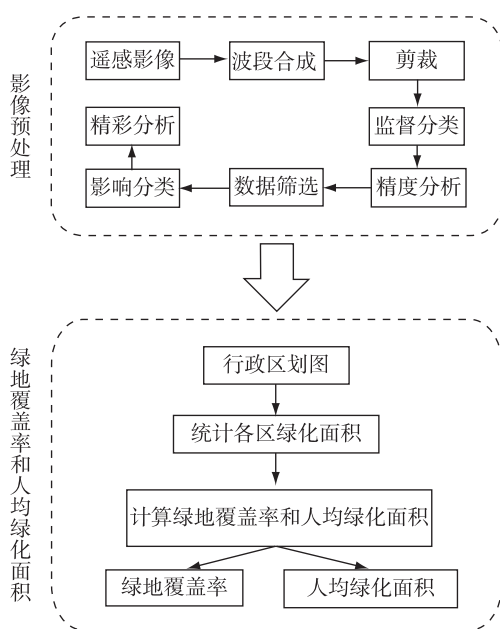 影像预处理
遥感影像
波段合成
剪裁
监督分类
精度分析
数据筛选
影响分类
精彩分析
绿地覆盖率和人均绿化面积
行政区划图
统计各区绿化面积
计算绿地覆盖率和人均绿化面积
绿地覆盖率
人均绿化面积